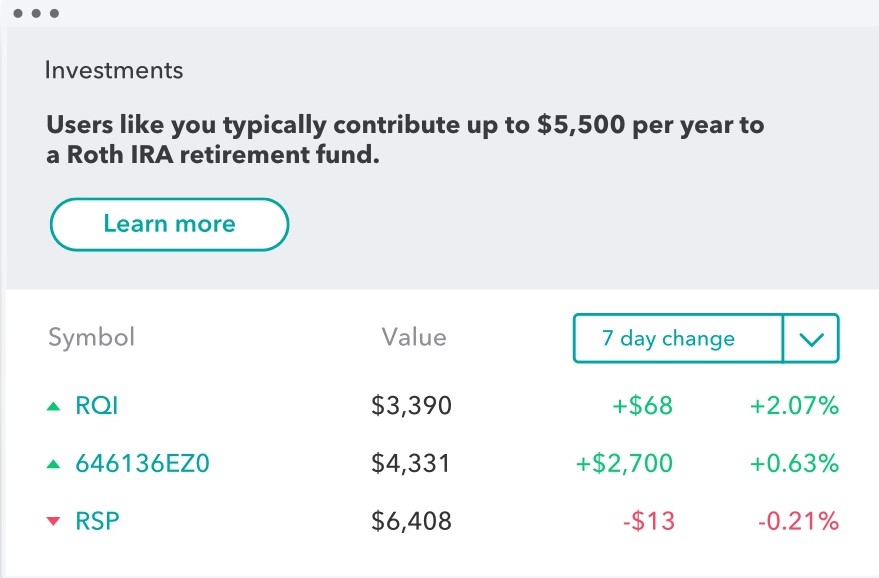 Investments
Users like you typically contribute up to $5,500 per year to
a Roth IRA retirement fund.
Learn more
Symbol Value 7 day change
RQI $3,390 +$68 +2.07%
646136EZ0 $4,331 +$2,700 +0.63%
RSP $6,408 -$13 -0.21%